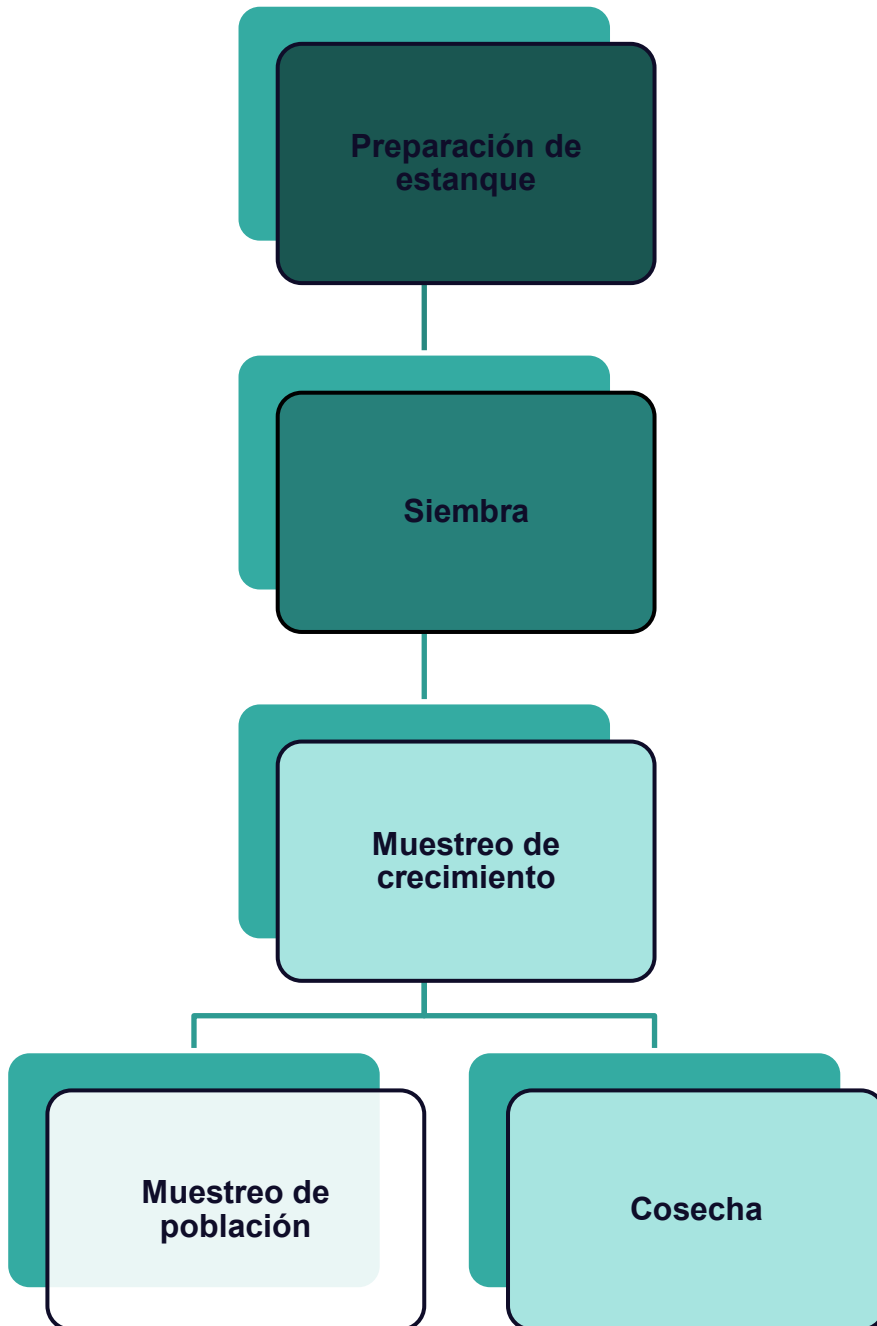 Preparación de
estanque
Siembra
Muestreo de
crecimiento
Muestreo de
población
Cosecha